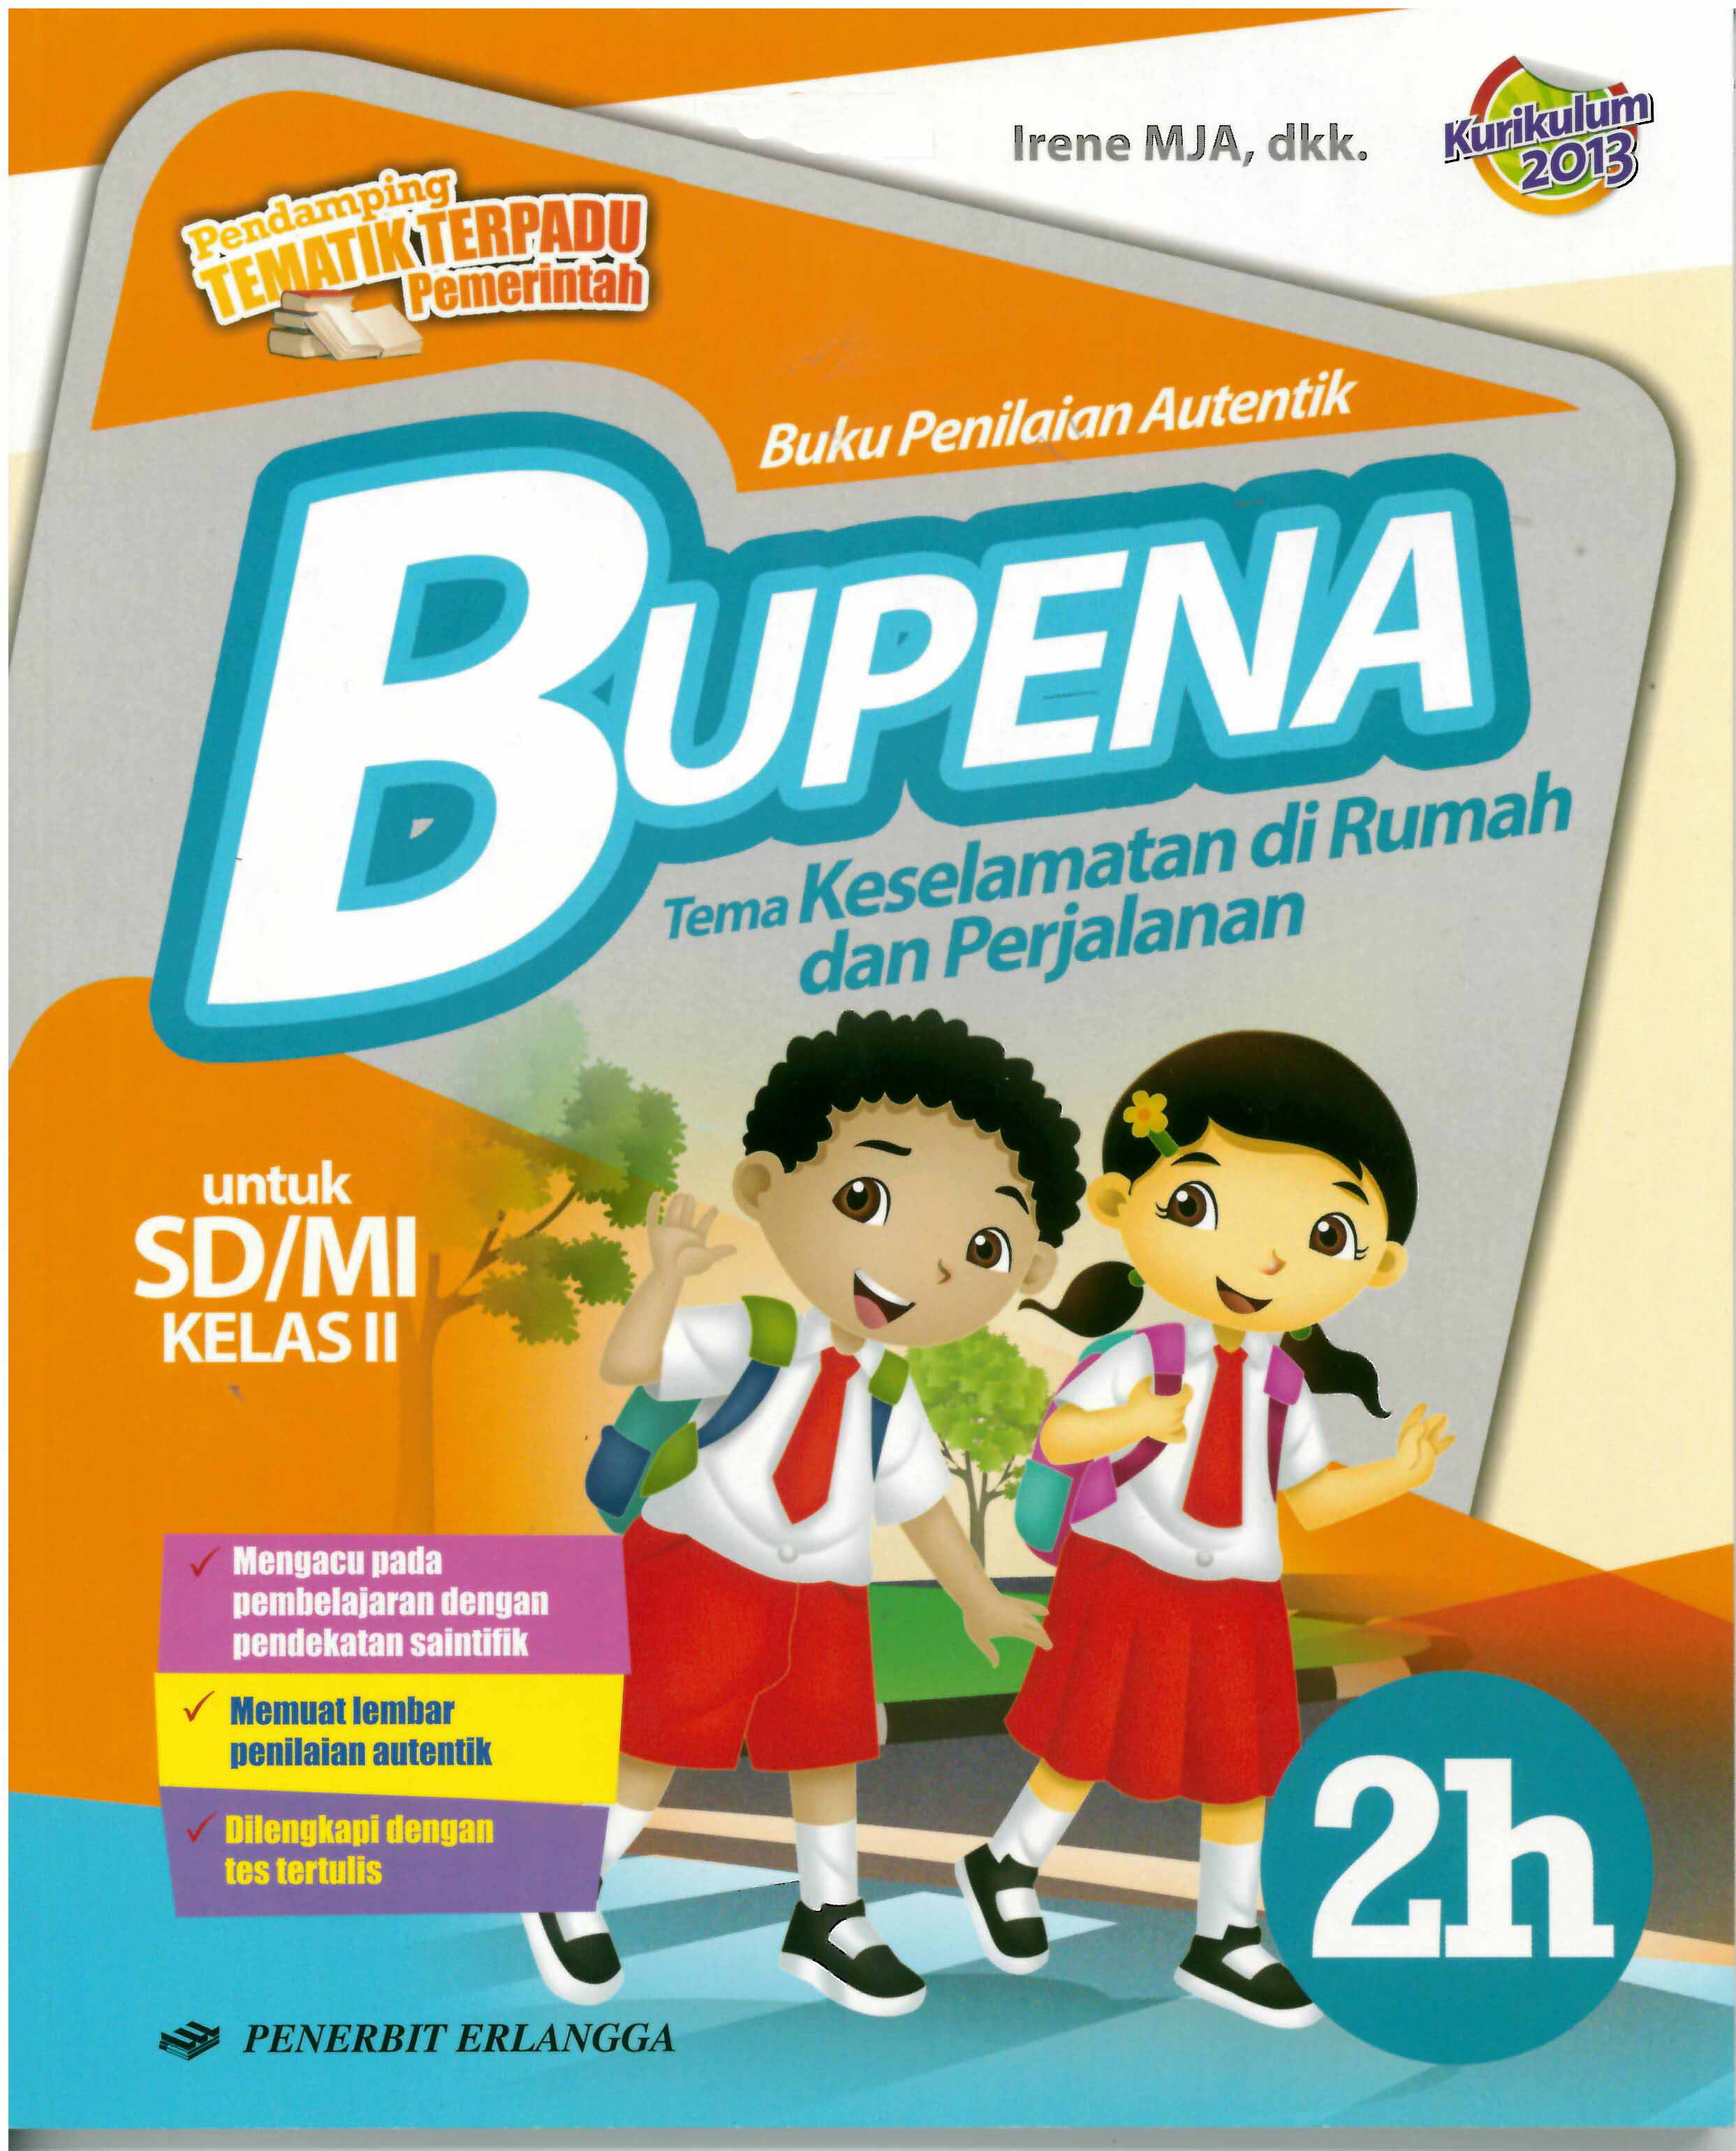 Irene MJA, dkk.
Kurikulum
2013
Pendamping
TEMATIK TERPADU
Pemerintah
Buku Penilaian Autentik
BUPENA
Tema Keselamatan di Rumah
dan Perjalanan
untuk
SD/MI
KELAS II
Mengacu pada
pembelajaran dengan
pendekatan saintifik
Memuat lembar
penilaian autentik
Dilengkapi dengan
tes tertulis
2h
PENERBIT ERLANGGA